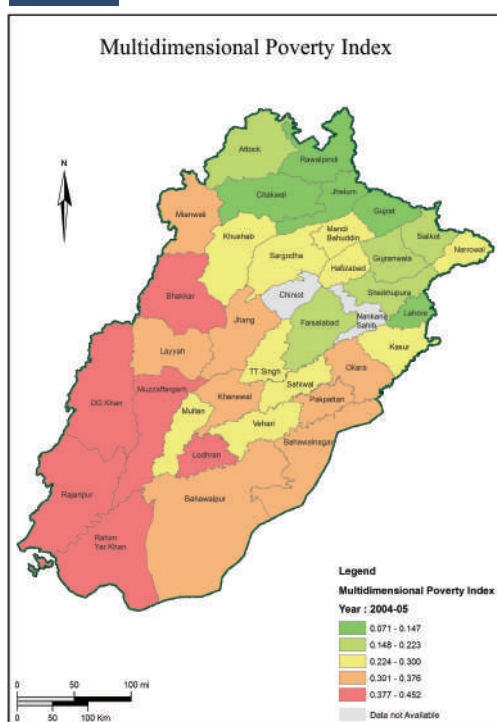 Multidimensional Poverty Index
N
Attock
Rawalpindi
Chakwal
Jhelum
Gujrat
Mianwali
Khushab
Mandi
Bahuddin
Sialkot
Sargodha
Gujranwala
Narrowal
Hafizabad
Bhakkar
Chiniot
Sheikhupura
Jhang
Faisalabad
Nankana
Sahib
Lahore
Layyah
TT Singh
Okara
Kasur
DG Khan
Muzzaffargarh
Sahiwal
Khanewal
Pakpattan
Multan
Vehari
Bahawalnagar
Lodhran
Rajanpur
Bahawalpur
Rahim
Yar Khan
Legend
Multidimensional Poverty Index
Year : 2004-05
0.071 - 0.147
0.148 - 0.223
0.224 - 0.300
0.301 - 0.376
0.377 - 0.452
Data not Available
0 50 100 mi
0 50 100 Km